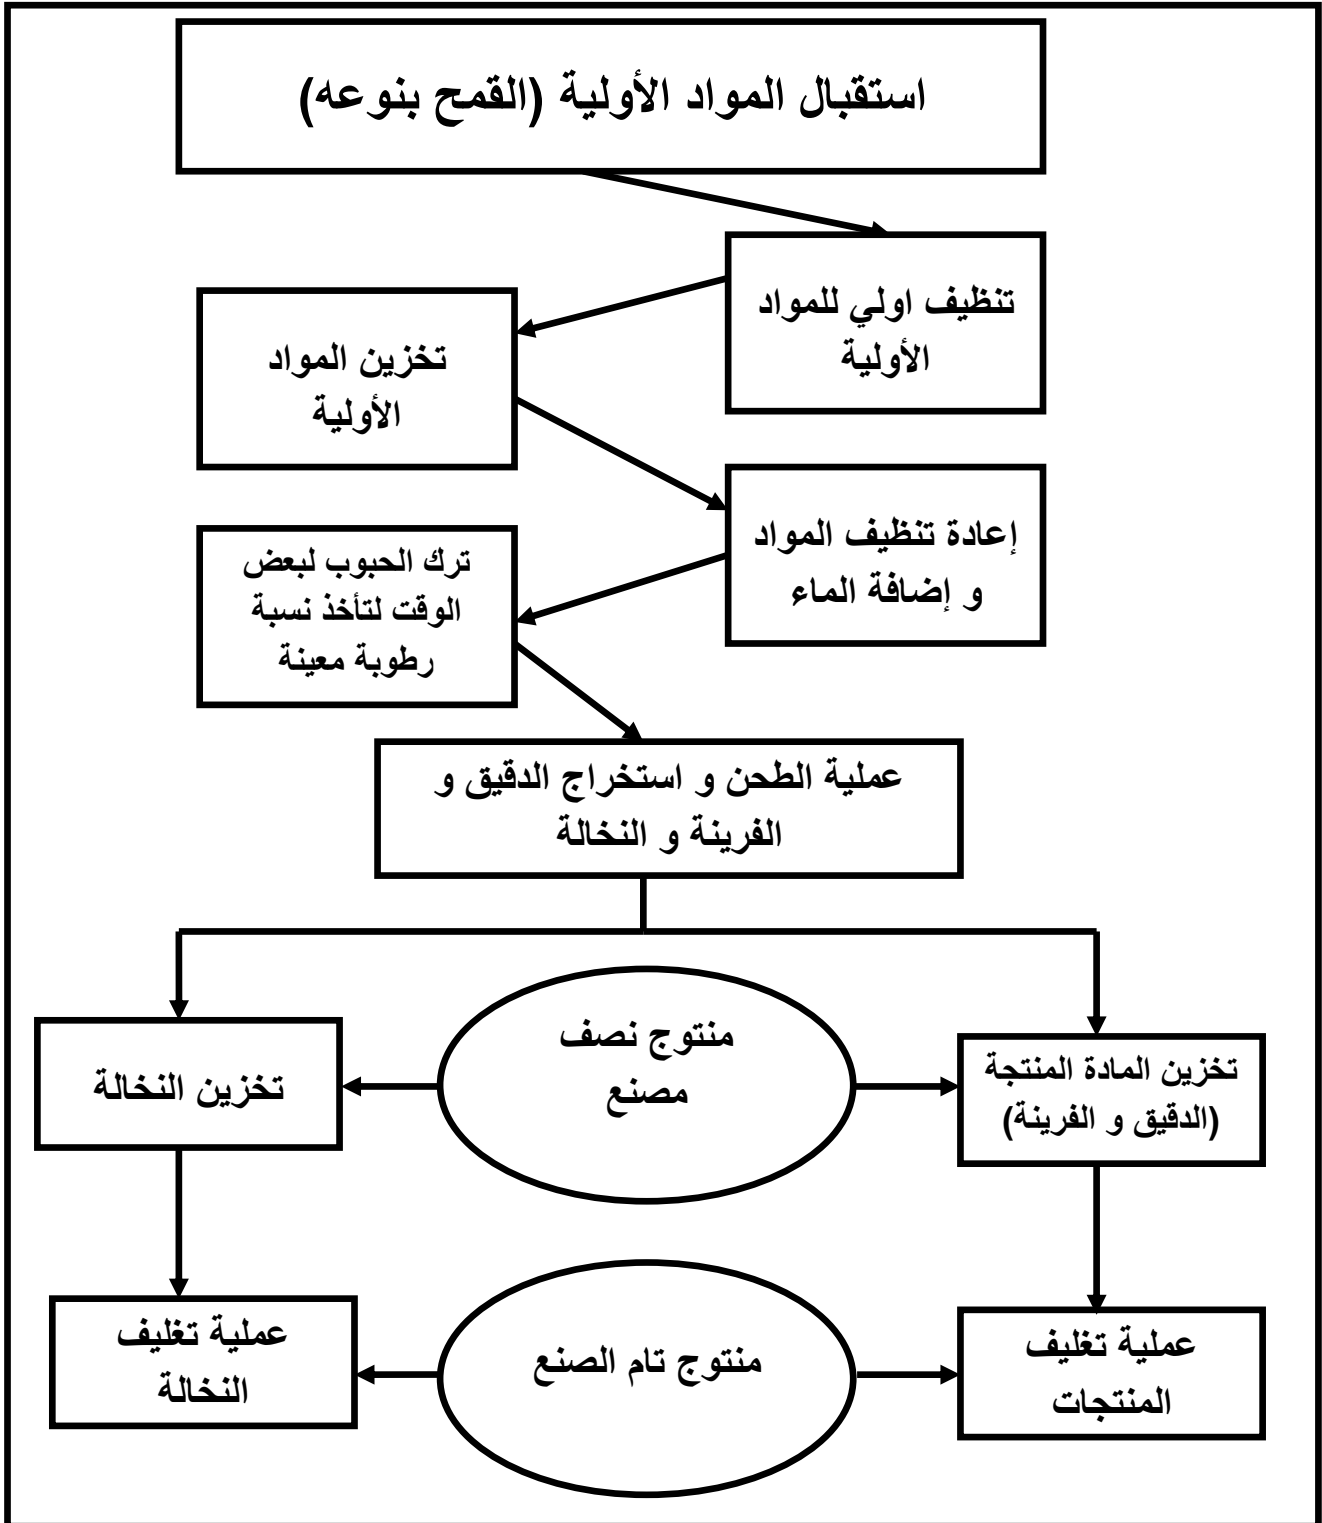 استقبال المواد الأولية (القمح بنوعه)
تنظيف اولي للمواد
الأولية
تخزين المواد
الأولية
إعادة تنظيف المواد
و إضافة الماء
ترك الحبوب لبعض
الوقت لتأخذ نسبة
رطوبة معينة
عملية الطحن و استخراج الدقيق و
الفرينة و النخالة
منتوج نصف
مصنع
تخزين المادة المنتجة
(الدقيق و الفرينة)
تخزين النخالة
منتوج تام الصنع
عملية تغليف
المنتجات
عملية تغليف
النخالة